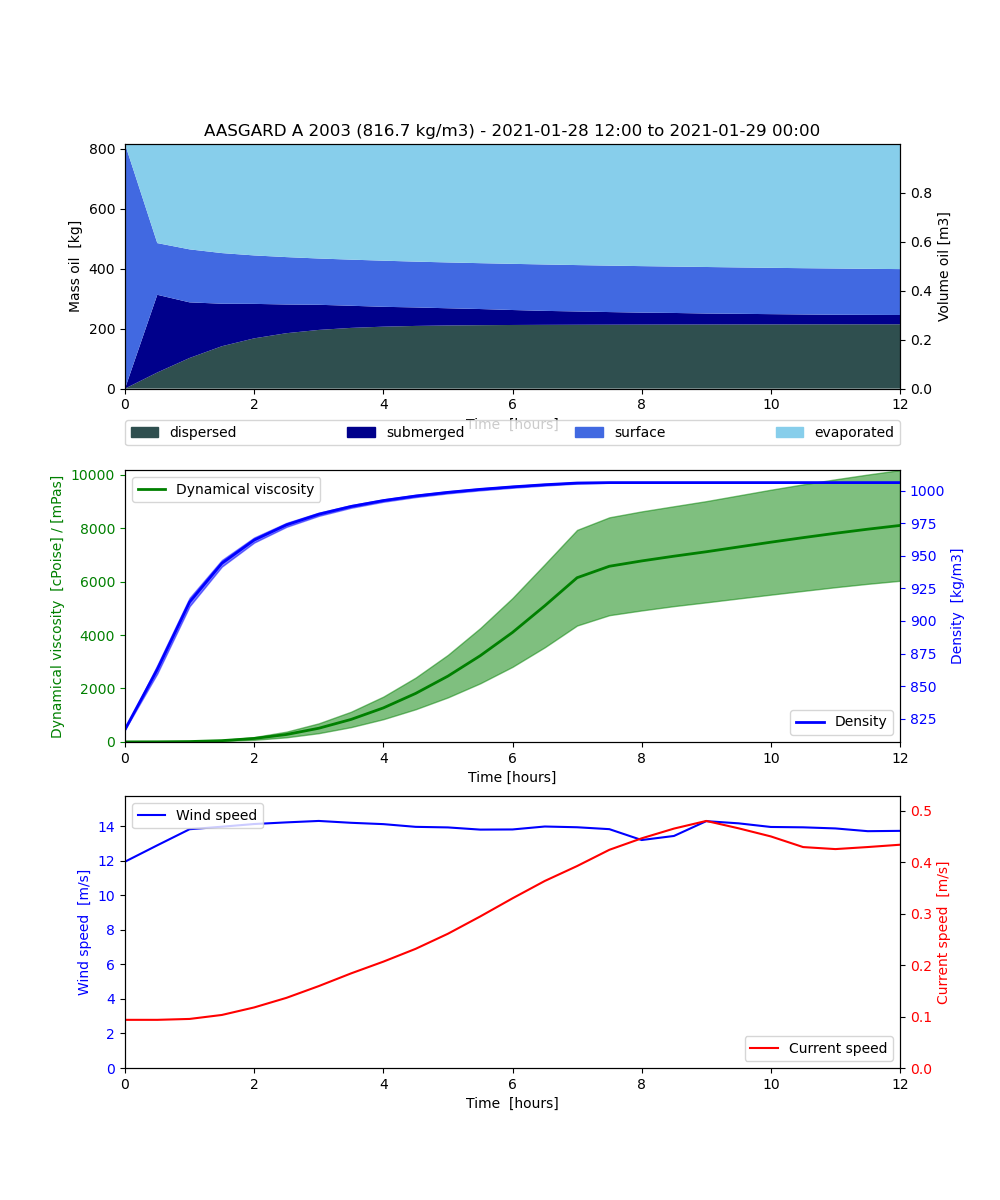 AASGARD A 2003 (816.7 kg/m3) - 2021-01-28 12:00 to 2021-01-29 00:00
Mass oil [kg]
800
600
400
200
0
0.8
0.6
0.4
0.2
0.0
Volume oil [m3]
0 2 4 6 8 10 12
Time [hours]
dispersed submerged surface evaporated
Dynamical viscosity [cPoise] / [mPas]
10000
8000
6000
4000
2000
0
Dynamical viscosity
1000
975
950
925
900
875
850
825
Density [kg/m3]
Density
0 2 4 6 8 10 12
Time [hours]
Wind speed [m/s]
14
12
10
8
6
4
2
0
Wind speed
0.5
0.4
0.3
0.2
0.1
0.0
Current speed [m/s]
Current speed
0 2 4 6 8 10 12
Time [hours]